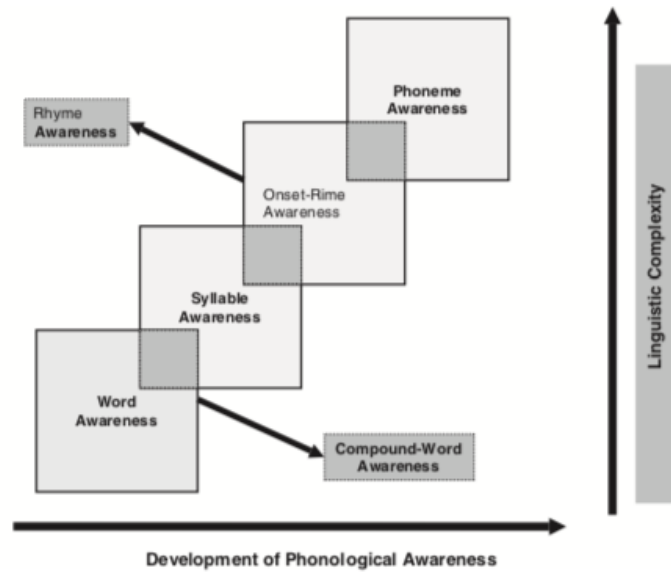 Phoneme
Awareness
Rhyme
Awareness
Onset-Rime
Awareness
Syllable
Awareness
Word
Awareness
Compound-Word
Awareness
Linguistic Complexity
Development of Phonological Awareness